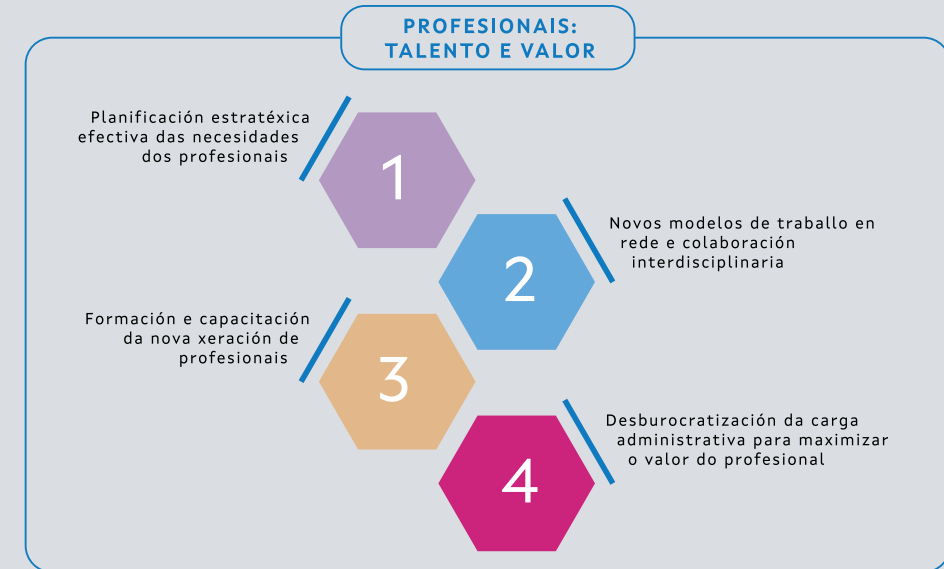 PROFESIONAIS:
TALENTO E VALOR
Planificación estratéxica
efectiva das necesidades
dos profesionais
1
Novos modelos de traballo en
rede e colaboración
interdisciplinaria
2
Formación e capacitación
da nova xeración de
profesionais
3
Desburocratización da carga
administrativa para maximizar
o valor do profesional
4